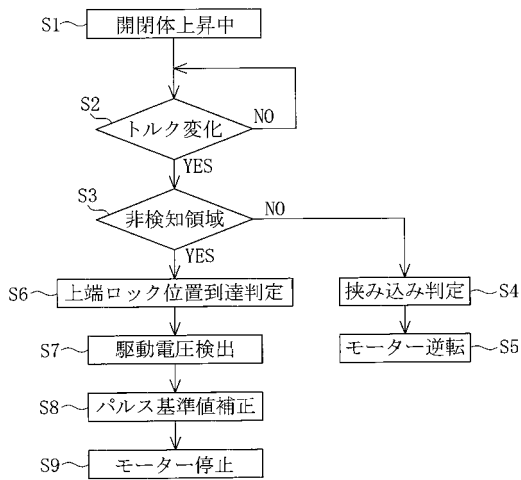 S1
開閉体上昇中
S2
トルク変化
NO
YES
S3
非検知領域
NO
YES
S6
上端ロック位置到達判定
挟み込み判定
S4
S7
駆動電圧検出
モーター逆転
S5
S8
パルス基準値補正
S9
モーター停止